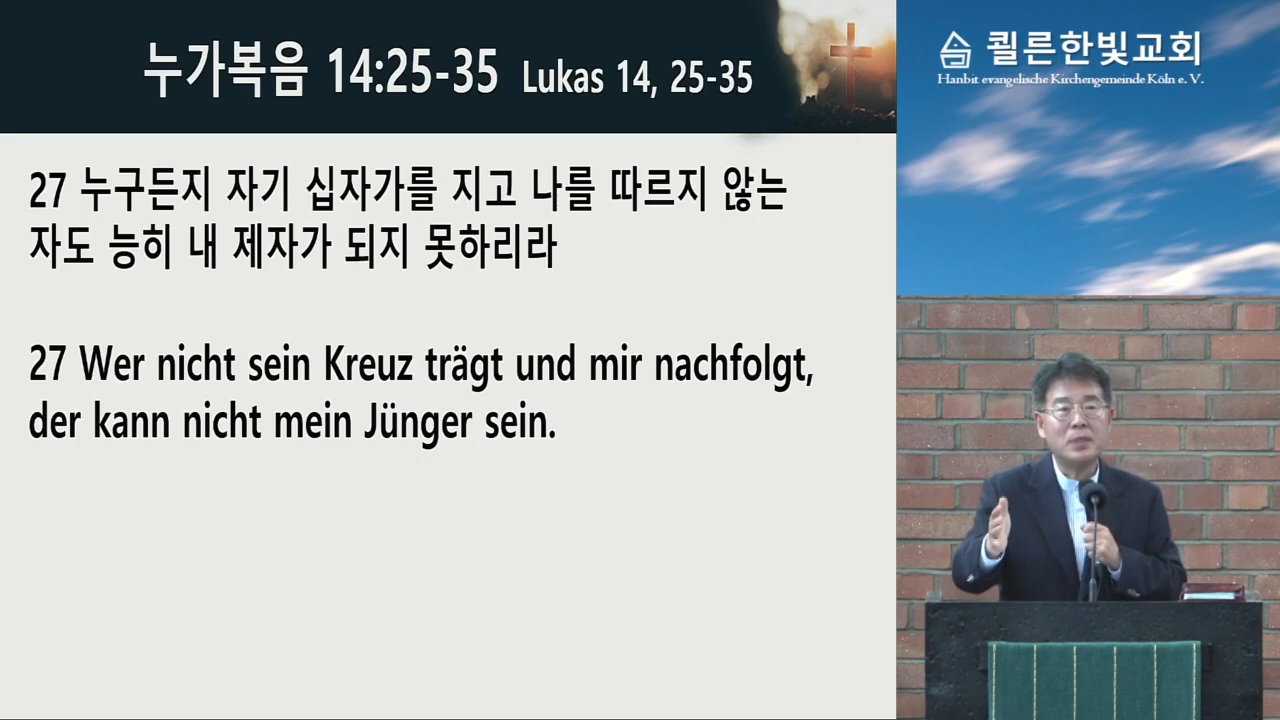 누가복음 14:25-35 Lukas 14, 25-35
쾰른한빛교회
Hanbit evangelische Kirchengemeinde Köln e. V.
27 누구든지 자기 십자가를 지고 나를 따르지 않는
자도 능히 내 제자가 되지 못하리라
27 Wer nicht sein Kreuz trägt und mir nachfolgt,
der kann nicht mein Jünger sein.